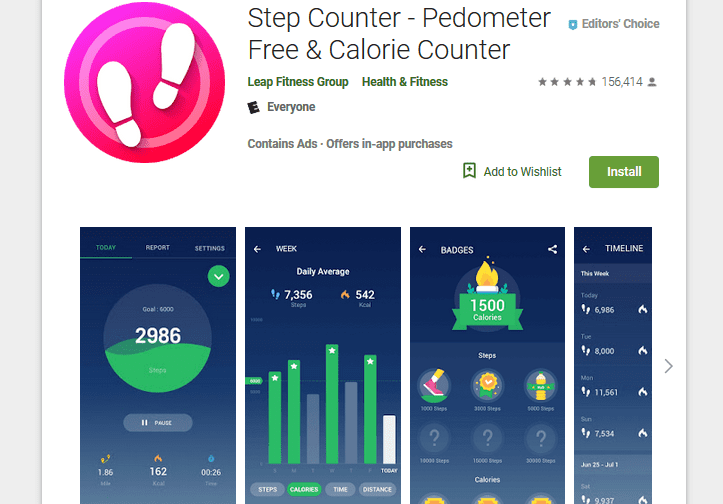 Step Counter - Pedometer
Free & Calorie Counter
Editors' Choice
Leap Fitness Group Health & Fitness
156,414
E Everyone
Contains Ads · Offers in-app purchases
Add to Wishlist
Install
TODAY REPORT SETTINGS
Goal : 6000
2986
Steps
PAUSE
1.86 162 00:26
Mile Kcal Time
WEEK
Daily Average
7,356 542
Steps Kcal
6000
S M T W T F TODAY
STEPS CALORIES TIME DISTANCE
BADGES
1500
Calories
Steps
1000 Steps 3000 Steps 5000 Steps
? ? ?
10000 Steps 15000 Steps 30000 Steps
Calories
TIMELINE
This Week
Today
6,986
Tue
8,000
Mon
11,561
Sun
7,534
Jun 25 - Jul 1
Sat
9,937